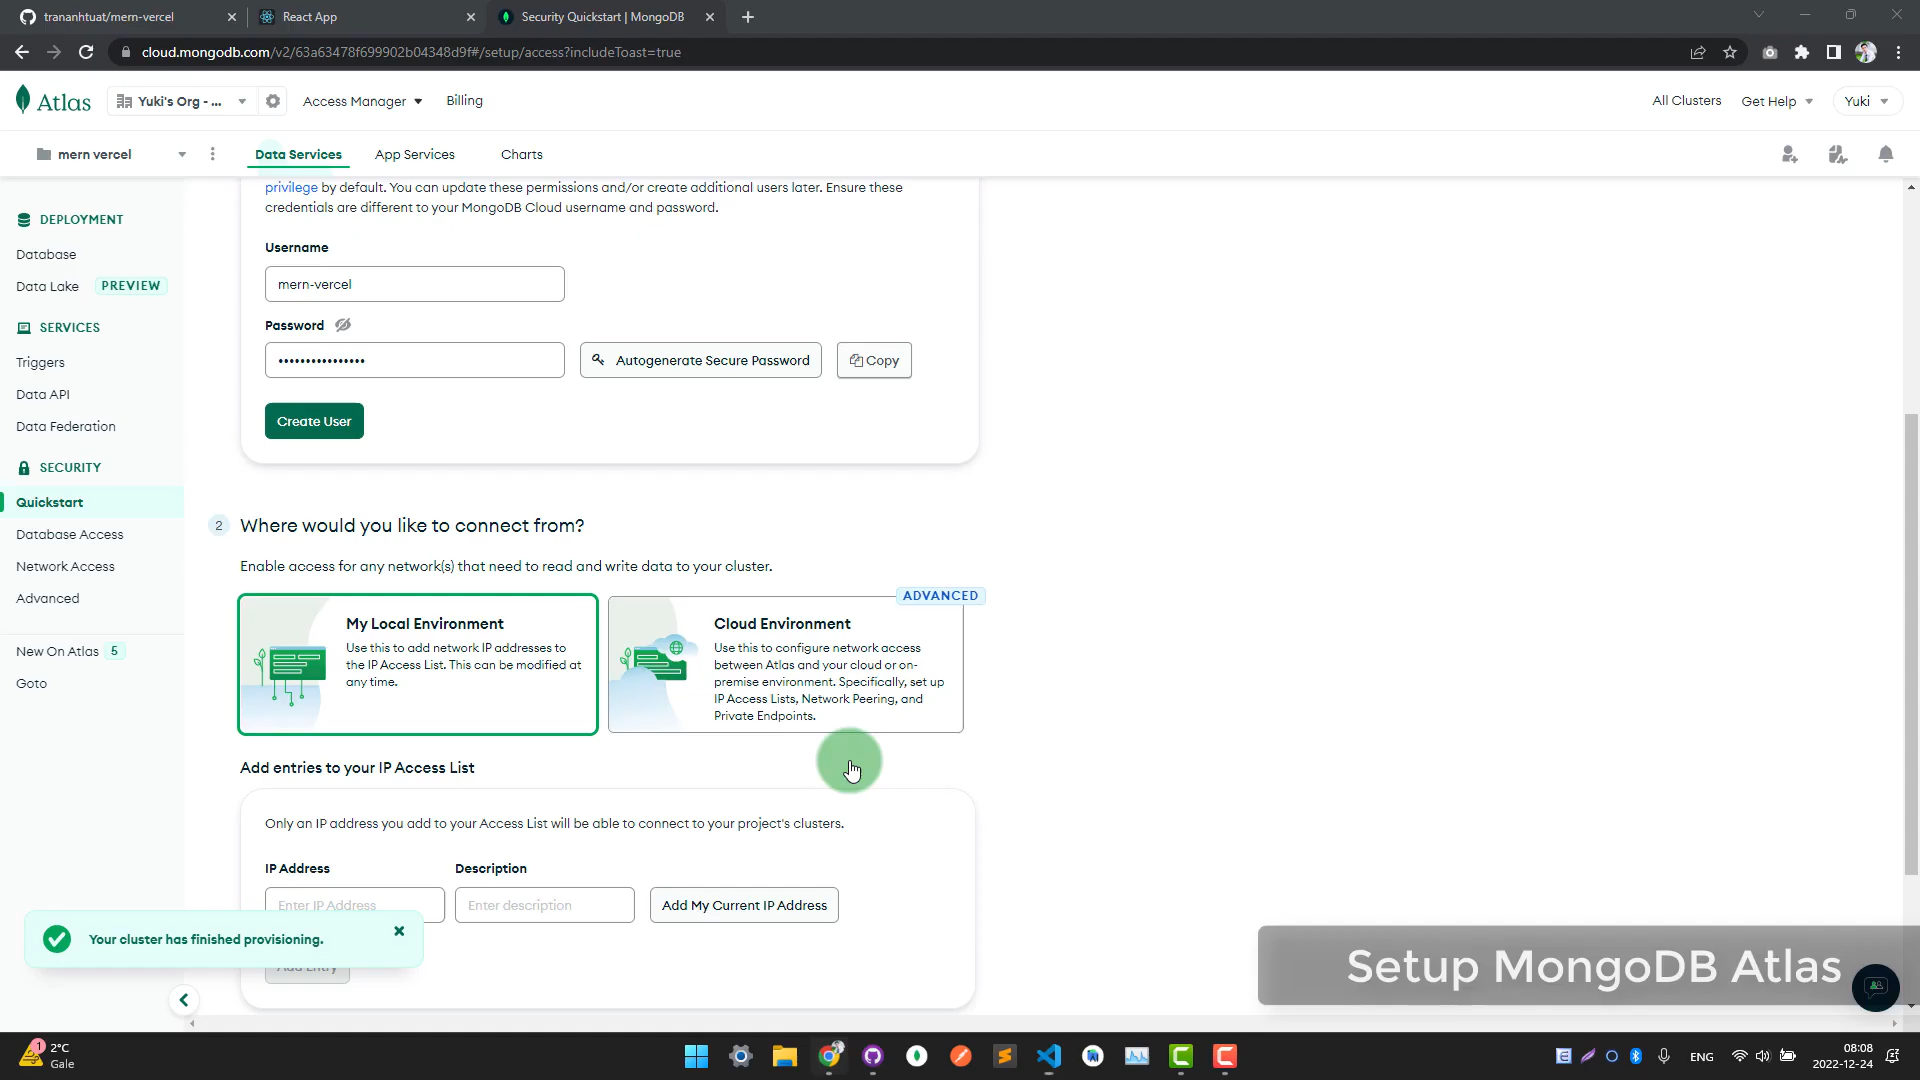 trananhtuat/mern-vercel
React App
Security Quickstart | MongoDB
cloud.mongodb.com/v2/63a63478f699902b04348d9f#/setup/access?includeToast=true
Atlas
Yuki's Org - ...
Access Manager
Billing
All Clusters
Get Help
Yuki
mern vercel
Data Services
App Services
Charts
DEPLOYMENT
Database
Data Lake PREVIEW
SERVICES
Triggers
Data API
Data Federation
SECURITY
Quickstart
Database Access
Network Access
Advanced
New On Atlas 5
Goto
privilege by default. You can update these permissions and/or create additional users later. Ensure these
credentials are different to your MongoDB Cloud username and password.
Username
mern-vercel
Password
••••••••••••••••
Autogenerate Secure Password
Copy
Create User
2 Where would you like to connect from?
Enable access for any network(s) that need to read and write data to your cluster.
My Local Environment
Use this to add network IP addresses to
the IP Access List. This can be modified at
any time.
ADVANCED
Cloud Environment
Use this to configure network access
between Atlas and your cloud or on-
premise environment. Specifically, set up
IP Access Lists, Network Peering, and
Private Endpoints.
Add entries to your IP Access List
Only an IP address you add to your Access List will be able to connect to your project's clusters.
IP Address
Description
Enter IP Address
Enter description
Add My Current IP Address
Your cluster has finished provisioning.
Add Entry
Setup MongoDB Atlas
1
2°C
Gale
ENG
08:08
2022-12-24